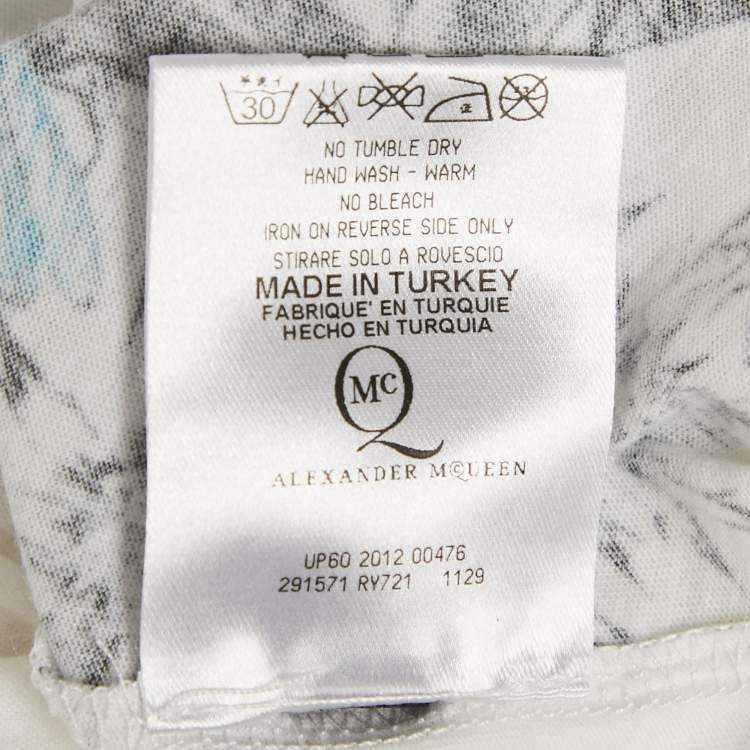 30
NO TUMBLE DRY
HAND WASH - WARM
NO BLEACH
IRON ON REVERSE SIDE ONLY
STIRARE SOLO A ROVESCIO
MADE IN TURKEY
FABRIQUE' EN TURQUIE
HECHO EN TURQUIA
McQ
ALEXANDER McQUEEN
UP60 2012 00476
291571 RY721 1129